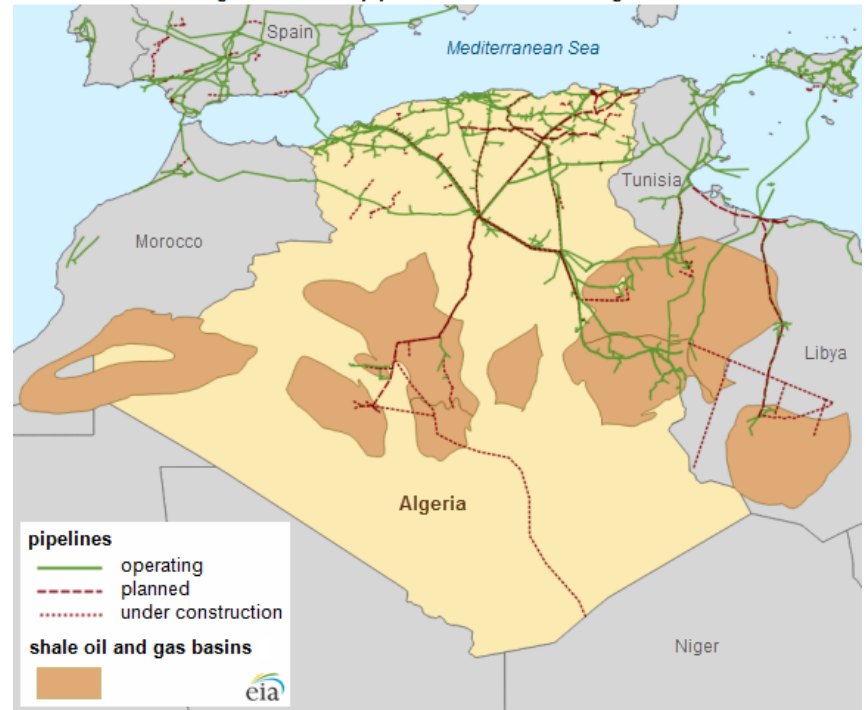 Spain
Mediterranean Sea
Tunisia
Morocco
Libya
Algeria
Niger
pipelines
operating
planned
under construction
shale oil and gas basins
eia